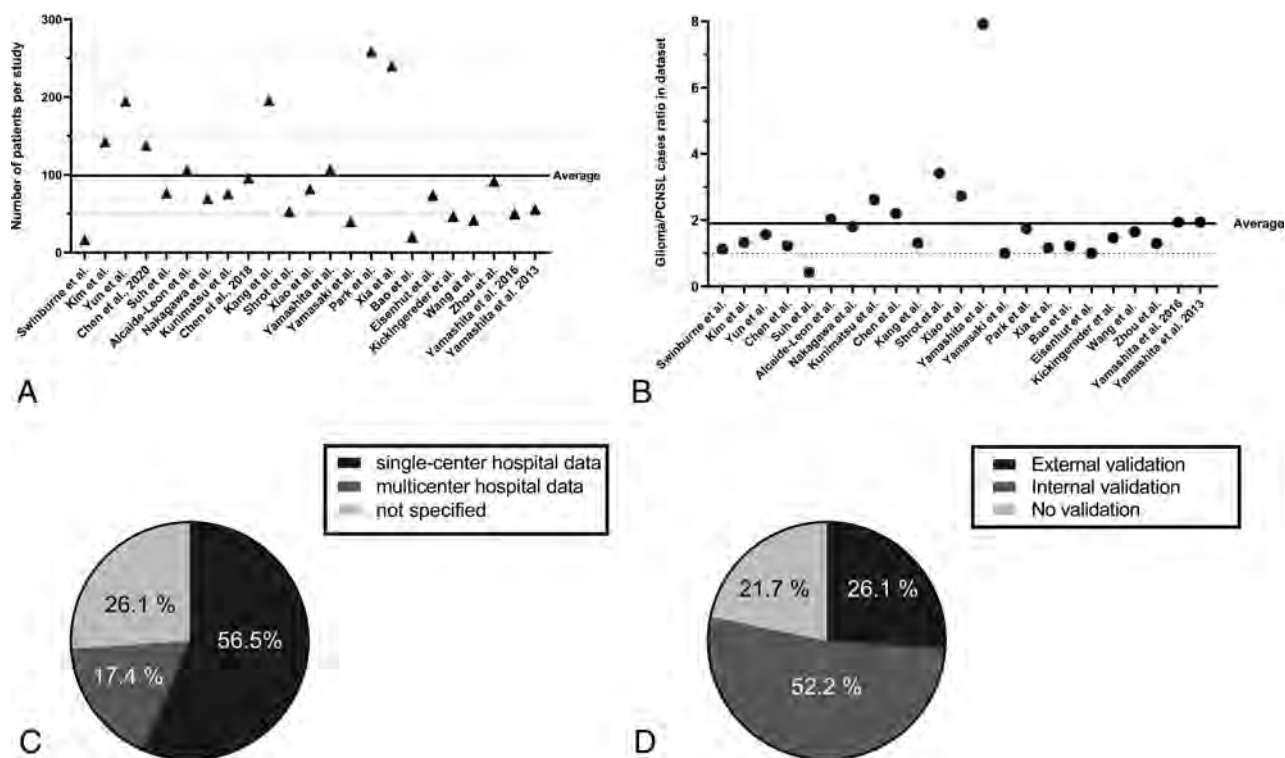 Number of patients per study
300
200
100
0
Average
Swinburne et al.
Kim et al.
Yun et al.
Chen et al. 2020
Suh et al.
Alcaide-Leon et al.
Nakagawa et al.
Kunimatsu et al.
Chen et al. 2018
Kang et al.
Shrot et al.
Xiao et al.
Yamashita et al.
Yamasaki et al.
Park et al.
Xia et al.
Bao et al.
Eisenhut et al.
Kickingereder et al.
Wang et al.
Zhou et al.
Yamashita et al. 2016
Yamashita et al. 2013
A
Glioma/PCNSL cases ratio in dataset
8
6
4
2
0
Average
Swinburne et al.
Kim et al.
Yun et al.
Chen et al.
Suh et al.
Alcaide-Leon et al.
Nakagawa et al.
Kunimatsu et al.
Chen et al.
Kang et al.
Shrot et al.
Xiao et al.
Yamashita et al.
Yamasaki et al.
Park et al.
Xia et al.
Bao et al.
Eisenhut et al.
Kickingereder et al.
Wang et al.
Zhou et al.
Yamashita et al. 2016
Yamashita et al. 2013
B
single-center hospital data
multicenter hospital data
not specified
26.1 %
56.5%
17.4 %
C
External validation
Internal validation
No validation
21.7 %
26.1 %
52.2 %
D